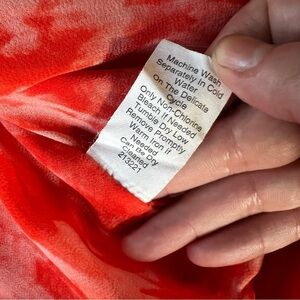 Machine Wash
Separately In Cold
Water
On The Delicate
Cycle
Only Non-Chlorine
Bleach If Needed
Tumble Dry Low
Remove Promptly
Warm Iron If
Needed
Can Be Dry
Cleaned
213221